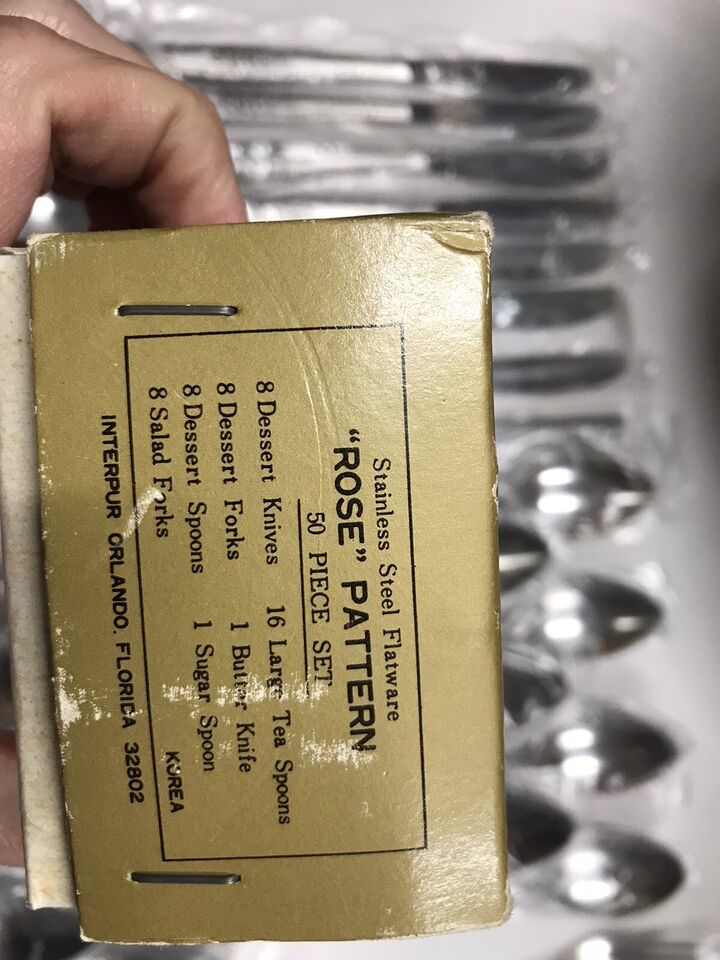 Stainless Steel Flatware
“ROSE” PATTERN
50 PIECE SET
8 Dessert Knives 16 Large Tea Spoons
8 Dessert Forks 1 Butter Knife
8 Dessert Spoons 1 Sugar Spoon
8 Salad Forks
KOREA
INTERPUR ORLANDO, FLORIDA 32802